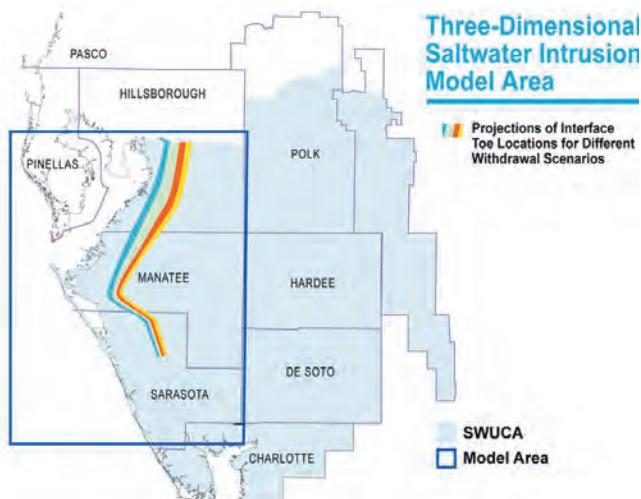 Three-Dimensional
Saltwater Intrusion
Model Area
Projections of Interface
Toe Locations for Different
Withdrawal Scenarios
PASCO
HILLSBOROUGH
PINELLAS
POLK
MANATEE
HARDEE
DE SOTO
SARASOTA
CHARLOTTE
SWUCA
Model Area